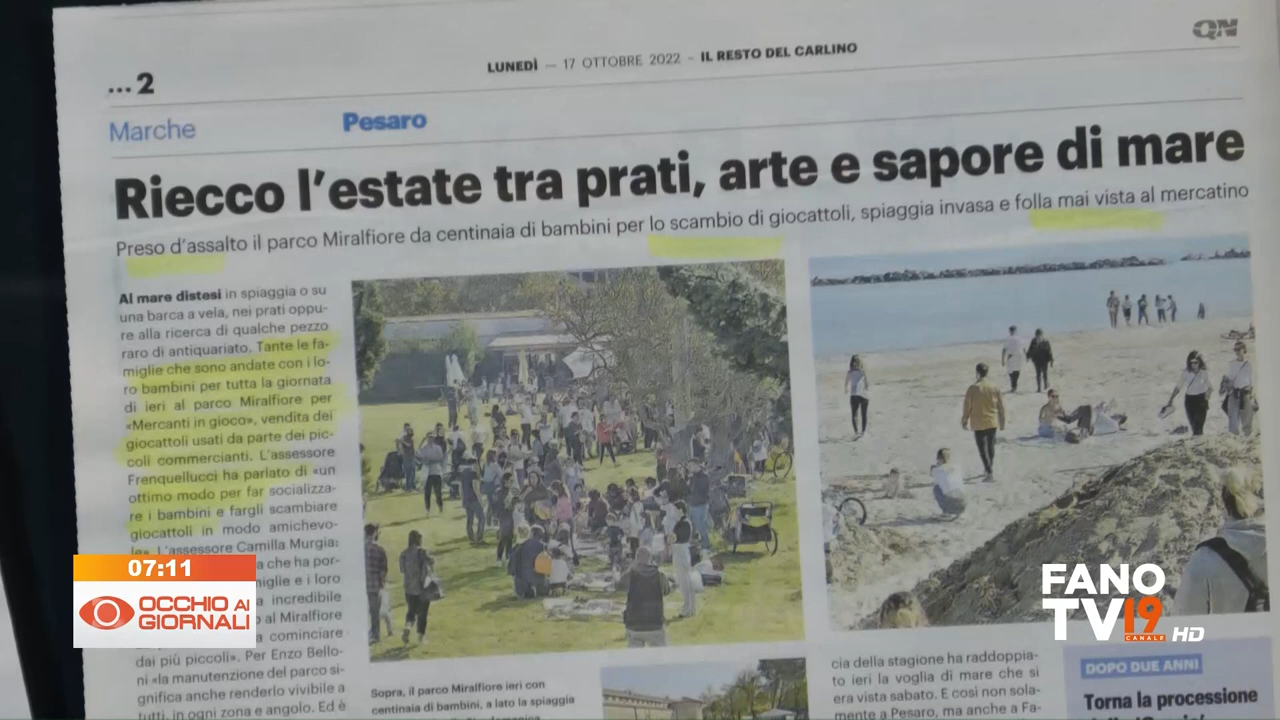 QN
...2
LUNEDÌ — 17 OTTOBRE 2022 – IL RESTO DEL CARLINO
Marche
Pesaro
Riecco l'estate tra prati, arte e sapore di mare
Preso d'assalto il parco Miralfiore da centinaia di bambini per lo scambio di giocattoli, spiaggia invasa e folla mai vista al mercatino
Al mare distesi in spiaggia o su
una barca a vela, nei prati oppu-
re alla ricerca di qualche pezzo
raro di antiquariato. Tante le fa-
miglie che sono andate con i lo-
ro bambini per tutta la giornata
di ieri al parco Miralfiore per
«Mercanti in gioco», vendita dei
giocattoli usati da parte dei pic-
coli commercianti. L'assessore
Frenquellucci ha parlato di «un
ottimo modo per far socializza-
re i bambini e fargli scambiare
giocattoli in modo amichevo-
le». L'assessore Camilla Murgia:
a che ha por-
miglie e i loro
a incredibile
al Miralfiore
a cominciare
dai più piccoli». Per Enzo Bello-
ni «la manutenzione del parco si-
gnifica anche renderlo vivibile a
tutti, in ogni zona e angolo. Ed è
Sopra, il parco Miralfiore ieri con
centinaia di bambini, a lato la spiaggia
cia della stagione ha raddoppia-
to ieri la voglia di mare che si
era vista sabato. E così non sola-
mente a Pesaro, ma anche a Fa-
DOPO DUE ANNI
Torna la processione
07:11
OCCHIO AI
GIORNALI
FANO
TV19
CANALE HD